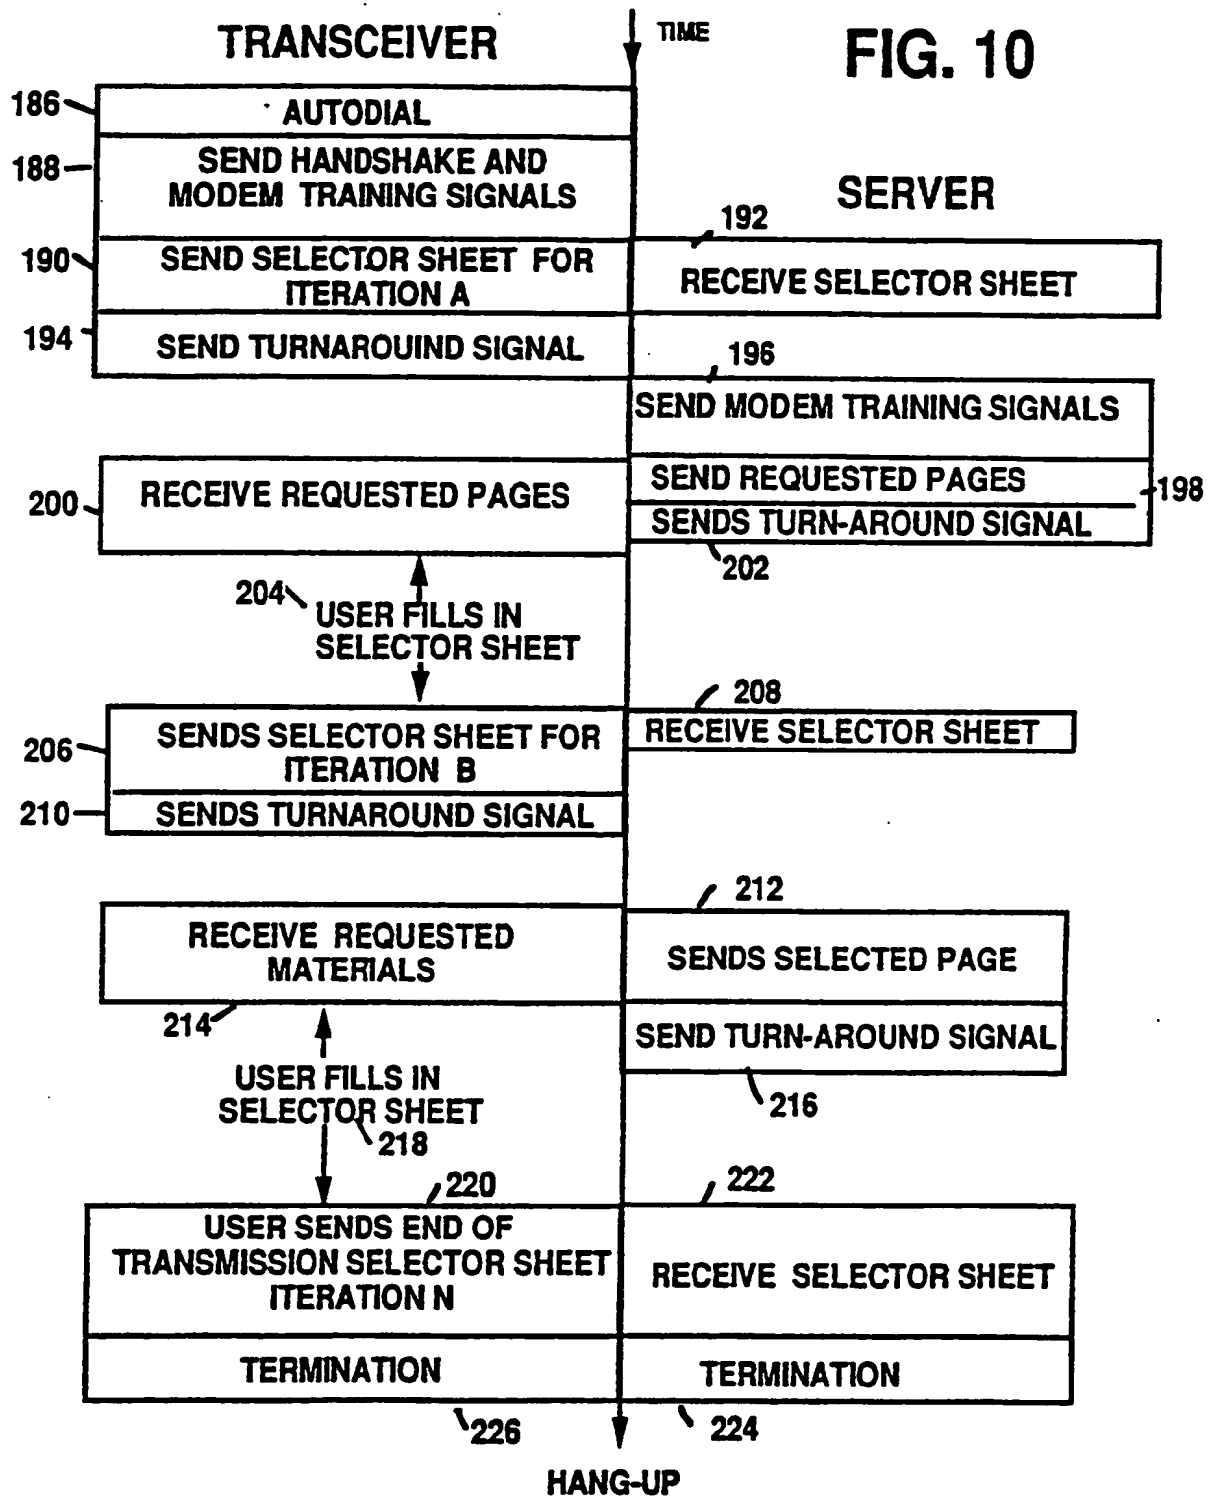 TRANSCEIVER
TIME
FIG. 10
186
AUTODIAL
188
SEND HANDSHAKE AND
MODEM TRAINING SIGNALS
SERVER
192
190
SEND SELECTOR SHEET FOR
ITERATION A
RECEIVE SELECTOR SHEET
194
SEND TURNAROUIND SIGNAL
196
SEND MODEM TRAINING SIGNALS
200
RECEIVE REQUESTED PAGES
SEND REQUESTED PAGES
198
SENDS TURN-AROUND SIGNAL
202
204
USER FILLS IN
SELECTOR SHEET
208
206
SENDS SELECTOR SHEET FOR
ITERATION B
RECEIVE SELECTOR SHEET
210
SENDS TURNAROUND SIGNAL
212
RECEIVE REQUESTED
MATERIALS
SENDS SELECTED PAGE
214
SEND TURN-AROUND SIGNAL
216
USER FILLS IN
SELECTOR SHEET
218
220
222
USER SENDS END OF
TRANSMISSION SELECTOR SHEET
ITERATION N
RECEIVE SELECTOR SHEET
TERMINATION
TERMINATION
226
224
HANG-UP